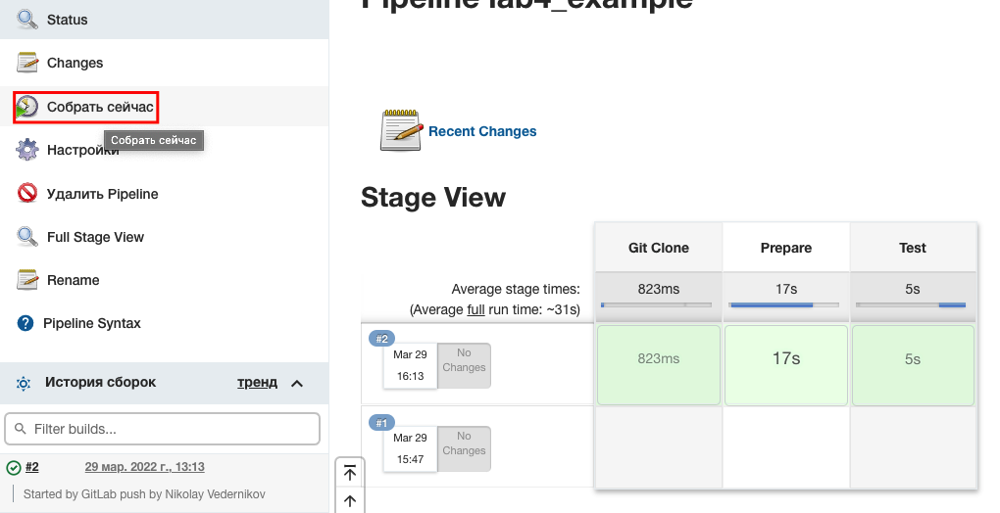 Pipeline lab4_example
Status
Changes
Собрать сейчас
Собрать сейчас
Настройки
Удалить Pipeline
Full Stage View
Rename
Pipeline Syntax
История сборок
тренд
Filter builds...
#2
29 мар. 2022 г., 13:13
Started by GitLab push by Nikolay Vedernikov
Recent Changes
Stage View
Git Clone
Prepare
Test
Average stage times:
(Average full run time: ~31s)
823ms
17s
5s
#2
Mar 29
16:13
No
Changes
823ms
17s
5s
#1
Mar 29
15:47
No
Changes